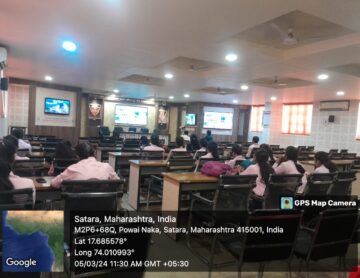 GPS Map Camera
Satara, Maharashtra, India
M2P6+68Q, Powai Naka, Satara, Maharashtra 415001, India
Lat 17.685578°
Long 74.010993°
05/03/24 11:30 AM GMT +05:30
Google